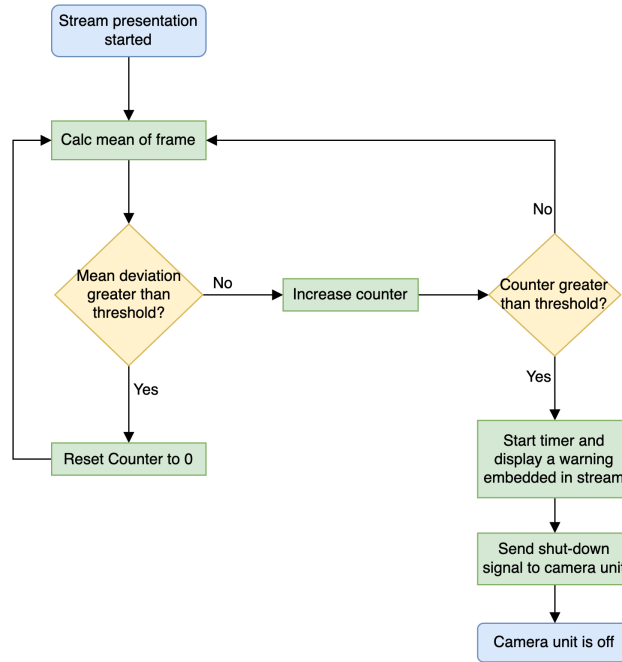 Stream presentation
started
Calc mean of frame
No
Mean deviation
greater than
threshold?
No
Increase counter
Counter greater
than threshold?
Yes
Yes
Reset Counter to 0
Start timer and
display a warning
embedded in stream
Send shut-down
signal to camera unit
Camera unit is off